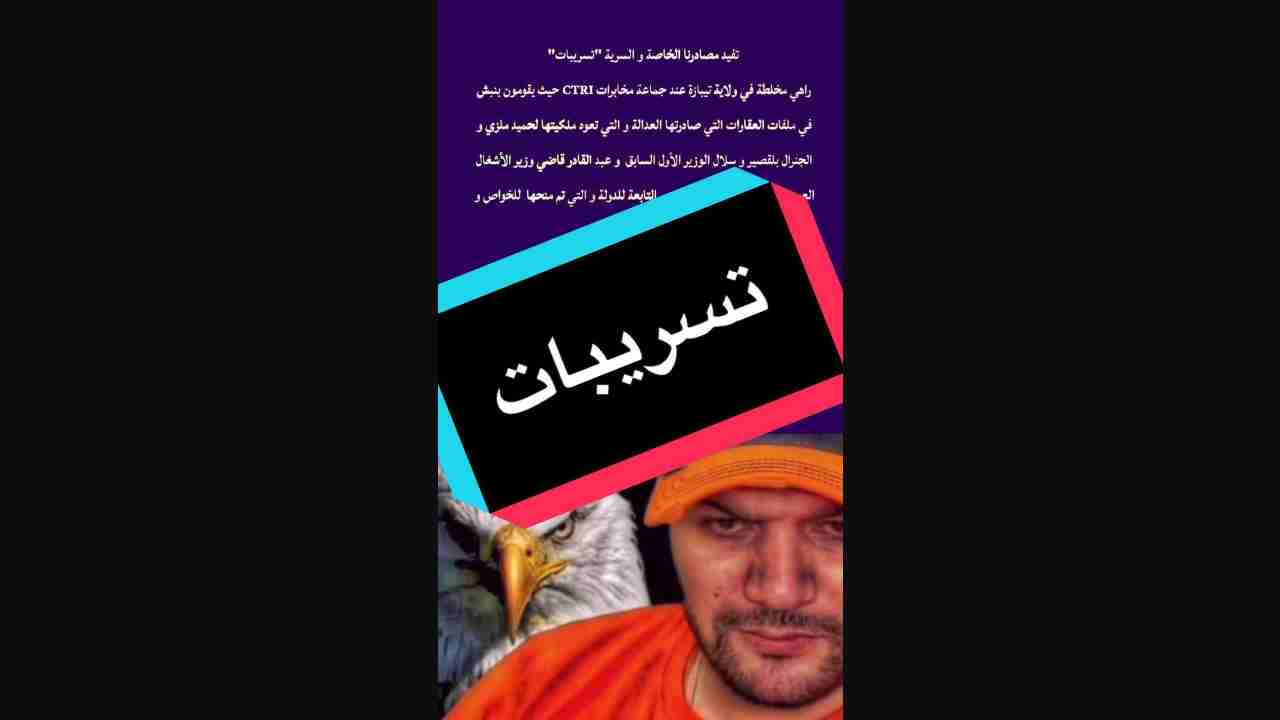 تفيد مصادرنا الخاصة و السرية "تسريبات"
راهي مخلطة في ولاية تيبازة عند جماعة مخابرات CTRI حيث يقومون بنبش
في ملفات العقارات التي صادرتها العدالة و التي تعود ملكيتها لحميد ملزي و
الجنرال بلقصير و سلال الوزير الأول السابق و عبد القادر قاضي وزير الأشغال
التابعة للدولة و التي تم منحها للخواص و
تسريبات